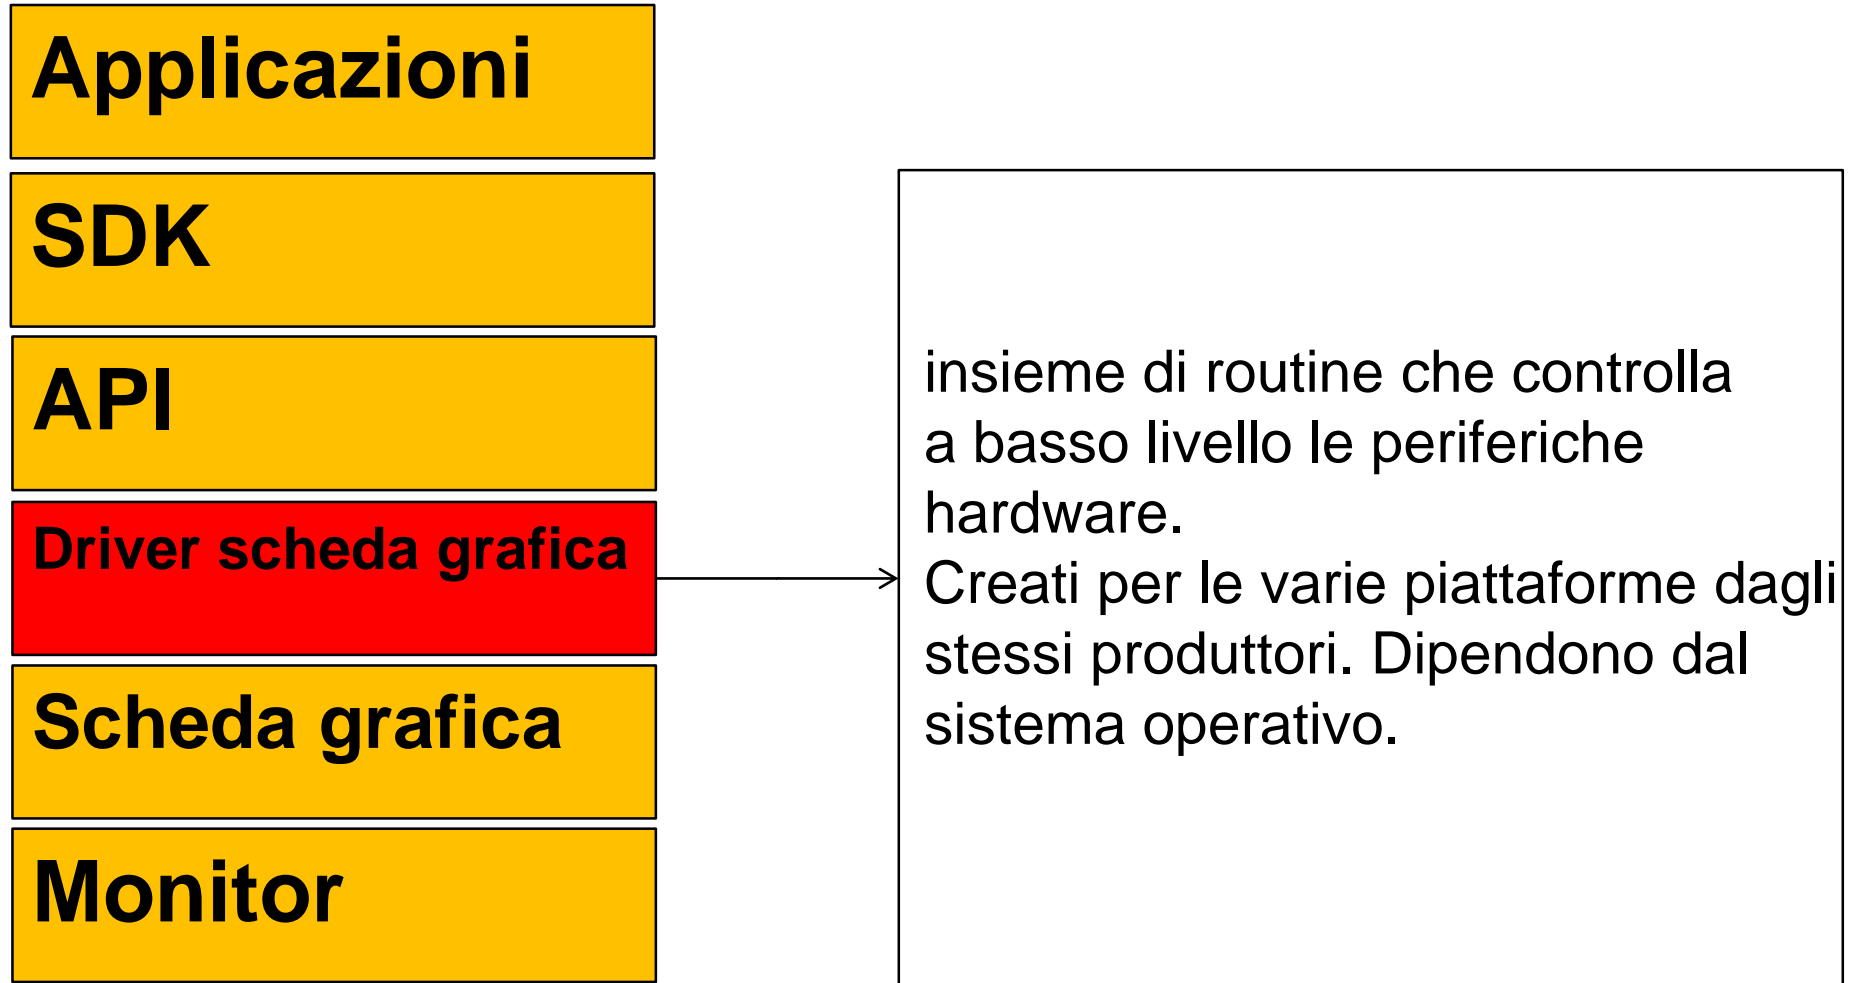 Applicazioni
SDK
API
Driver scheda grafica
Scheda grafica
Monitor
insieme di routine che controlla
a basso livello le periferiche
hardware.
Creati per le varie piattaforme dagli
stessi produttori. Dipendono dal
sistema operativo.